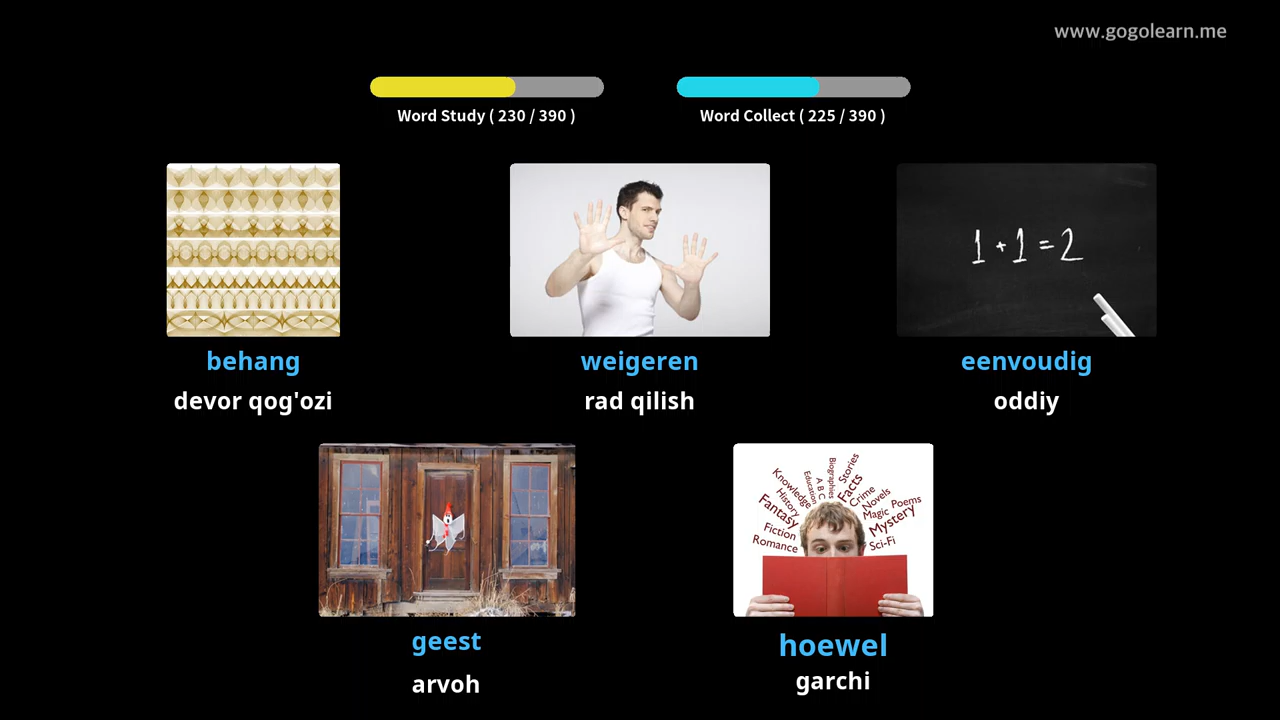 www.gogolearn.me
Word Study ( 230 / 390 )
Word Collect ( 225 / 390 )
1 + 1 = 2
behang
weigeren
eenvoudig
devor qog'ozi
rad qilish
oddiy
Knowledge
History
Fantasy
Fiction
Romance
Education
A B C
Biographies
Stories
Facts
Crime
Novels
Magic
Poems
Mystery
Sci-Fi
geest
hoewel
arvoh
garchi